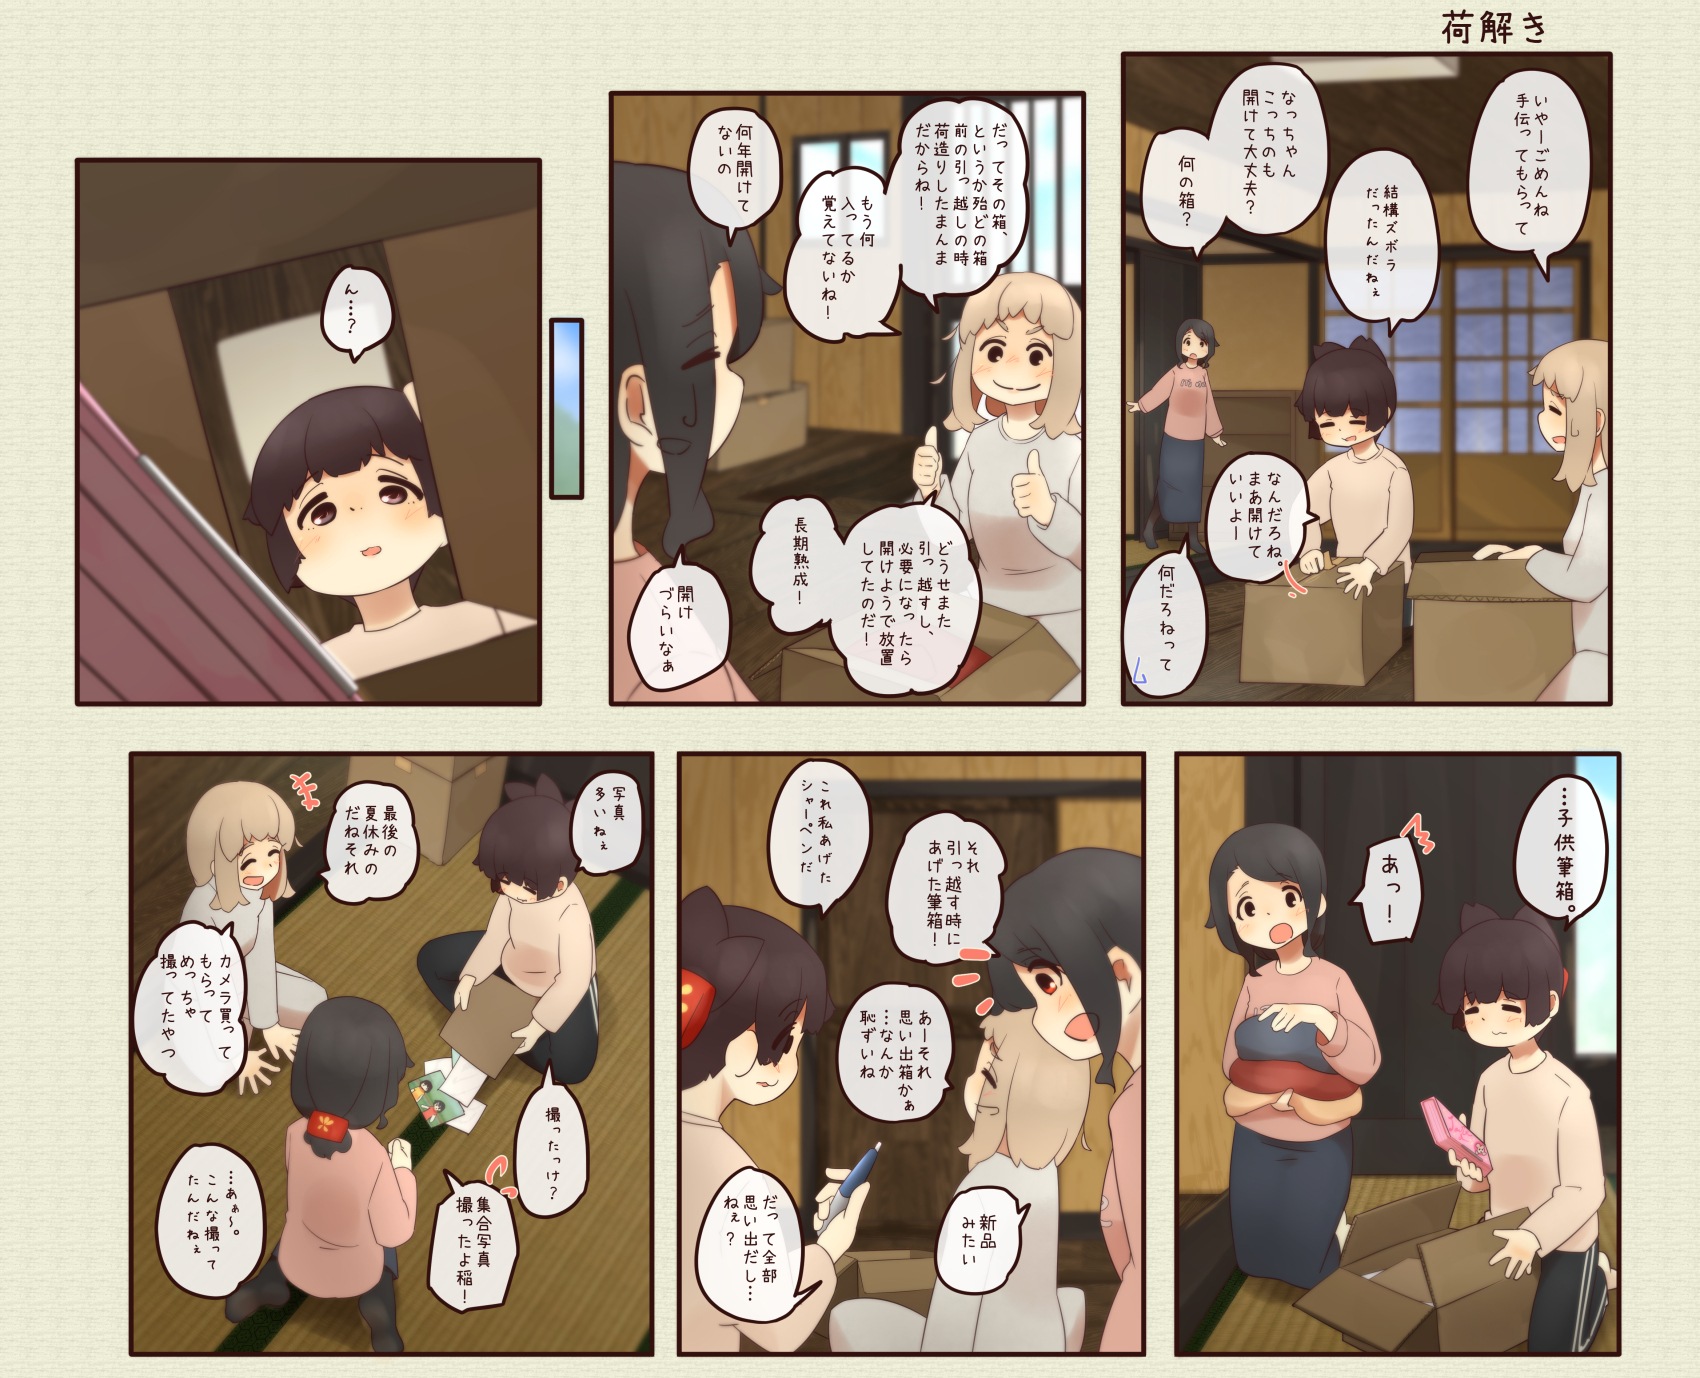 荷解き
いやーごめんね
手伝ってもらって
結構ズボラ
だったんだねぇ
なっちゃん
こっちのも
開けて大丈夫?
何の箱?
なんだろね。
まあ開けて
いいよー
何だろねって
だってその箱、
というか殆どの箱
前の引っ越しの時
荷造りしたまんま
だからね!
もう何
入ってるか
覚えてないね!
何年開けて
ないの
どうせまた
引っ越すし、
必要になったら
開けようで放置
してたのだ!
長期熟成!
開け
づらいなぁ
ん…?
…子供筆箱。
あっ!
それ
引っ越す時に
あげた筆箱!
これ私あげた
シャーペンだ
あーそれ
思い出箱かぁ
…なんか
恥ずいね
新品
みたい
だって全部
思い出だし…
ねぇ?
写真
多いねぇ
最後の
夏休みの
だねそれ
カメラ買って
もらって
めっちゃ
撮ってたやつ
撮ったっけ?
集合写真
撮ったよ稲!
…あぁ〜。
こんな撮って
たんだねぇ